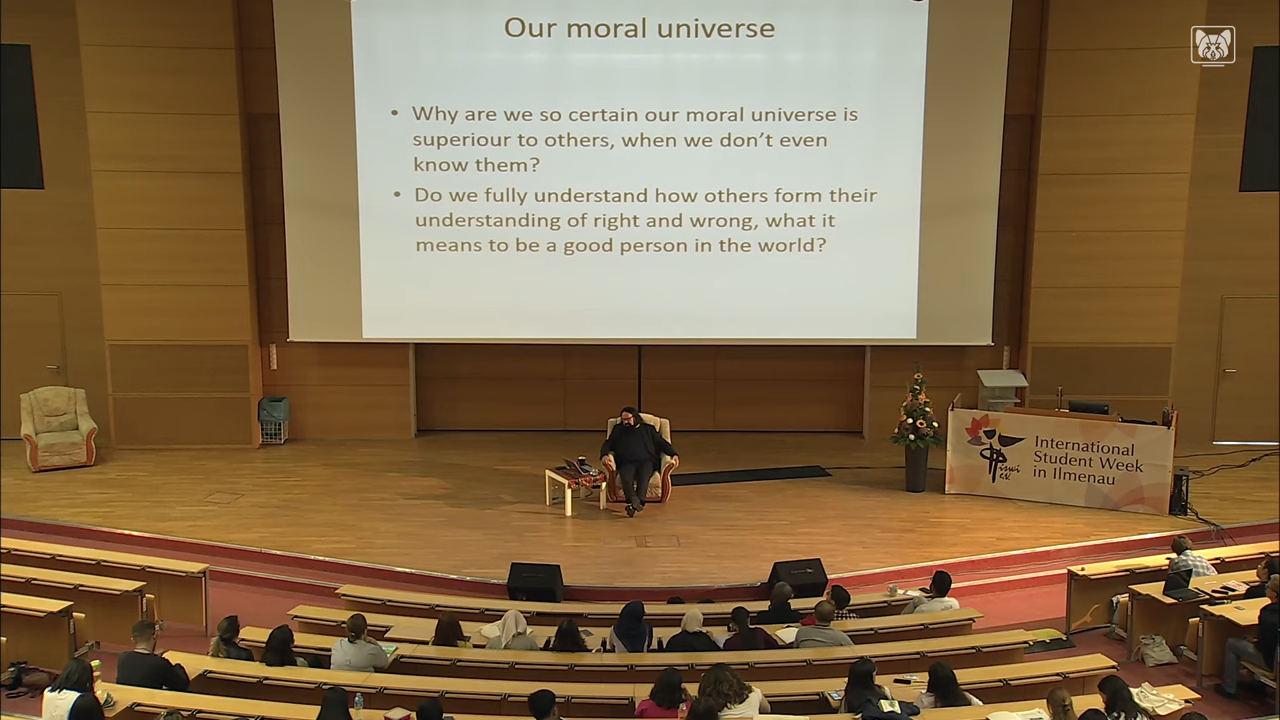 Our moral universe
• Why are we so certain our moral universe is
superiour to others, when we don't even
know them?
• Do we fully understand how others form their
understanding of right and wrong, what it
means to be a good person in the world?
International
Student Week
in Ilmenau
iswi
e.V.